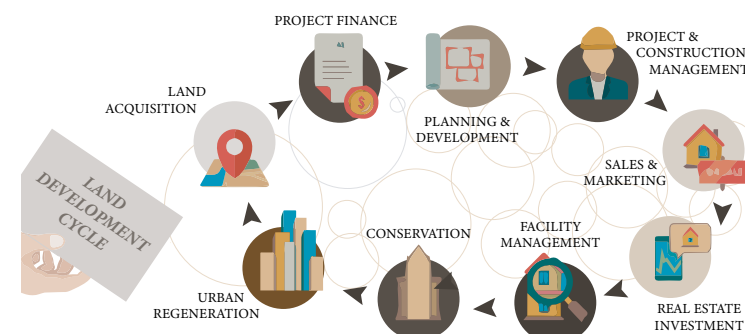 PROJECT FINANCE
PROJECT &
CONSTRUCTION
MANAGEMENT
LAND
ACQUISITION
PLANNING &
DEVELOPMENT
SALES &
MARKETING
LAND
DEVELOPMENT
CYCLE
CONSERVATION
FACILITY
MANAGEMENT
URBAN
REGENERATION
REAL ESTATE
INVESTMENT
$